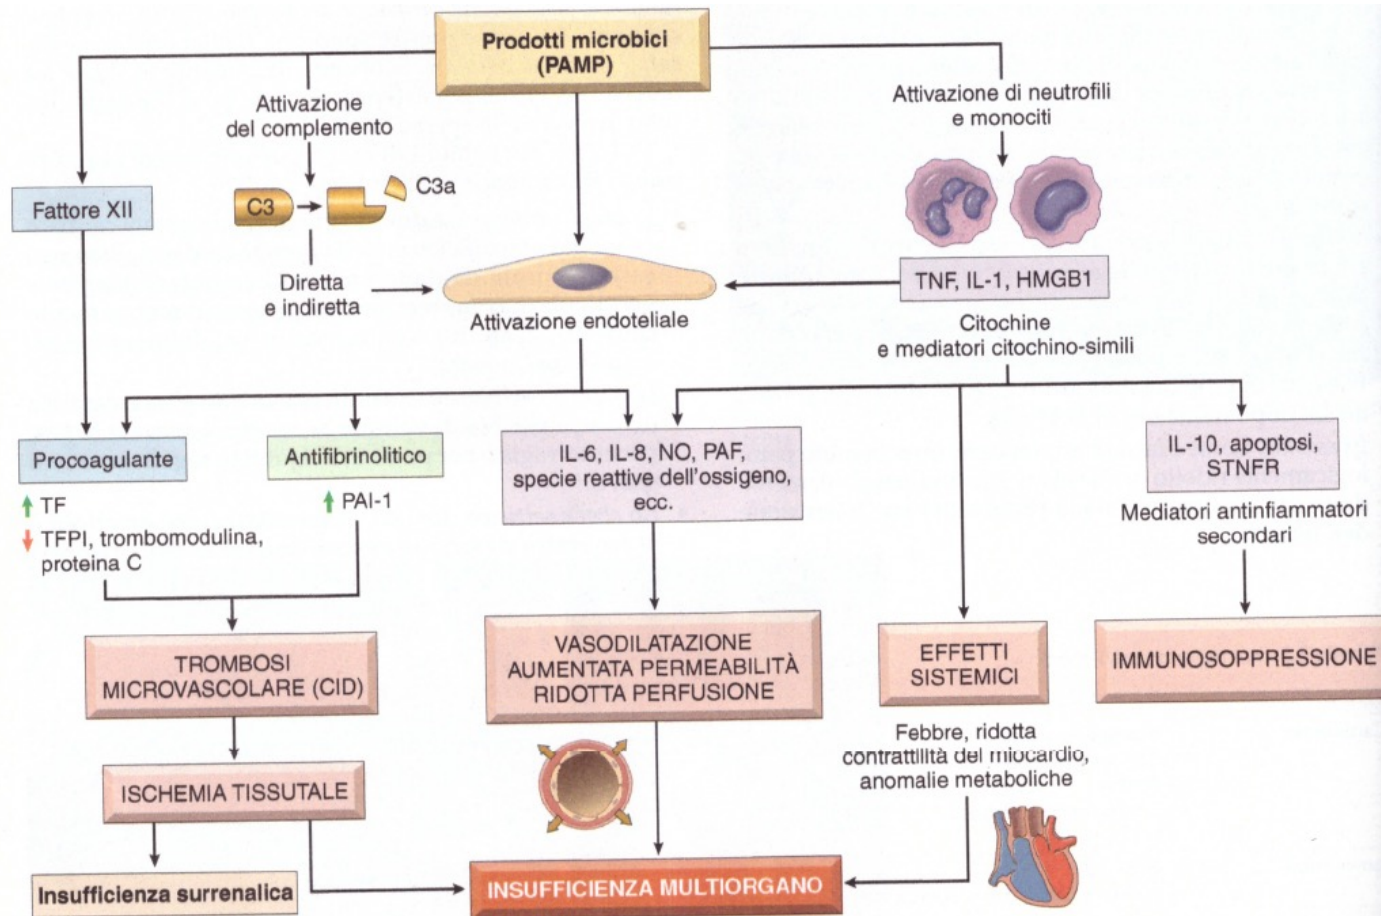 Prodotti microbici
(PAMP)
Attivazione
del complemento
Attivazione di neutrofili
e monociti
Fattore XII
C3
C3a
Diretta
e indiretta
Attivazione endoteliale
TNF, IL-1, HMGB1
Citochine
e mediatori citochino-simili
Procoagulante
TF
TFPI, trombomodulina,
proteina C
Antifibrinolitico
PAI-1
IL-6, IL-8, NO, PAF,
specie reattive dell'ossigeno,
ecc.
IL-10, apoptosi,
STNFR
Mediatori antinfiammatori
secondari
TROMBOSI
MICROVASCOLARE (CID)
VASODILATAZIONE
AUMENTATA PERMEABILITÀ
RIDOTTA PERFUSIONE
EFFETTI
SISTEMICI
IMMUNOSOPPRESSIONE
Febbre, ridotta
contrattilità del miocardio,
anomalie metaboliche
ISCHEMIA TISSUTALE
Insufficienza surrenalica
INSUFFICIENZA MULTIORGANO